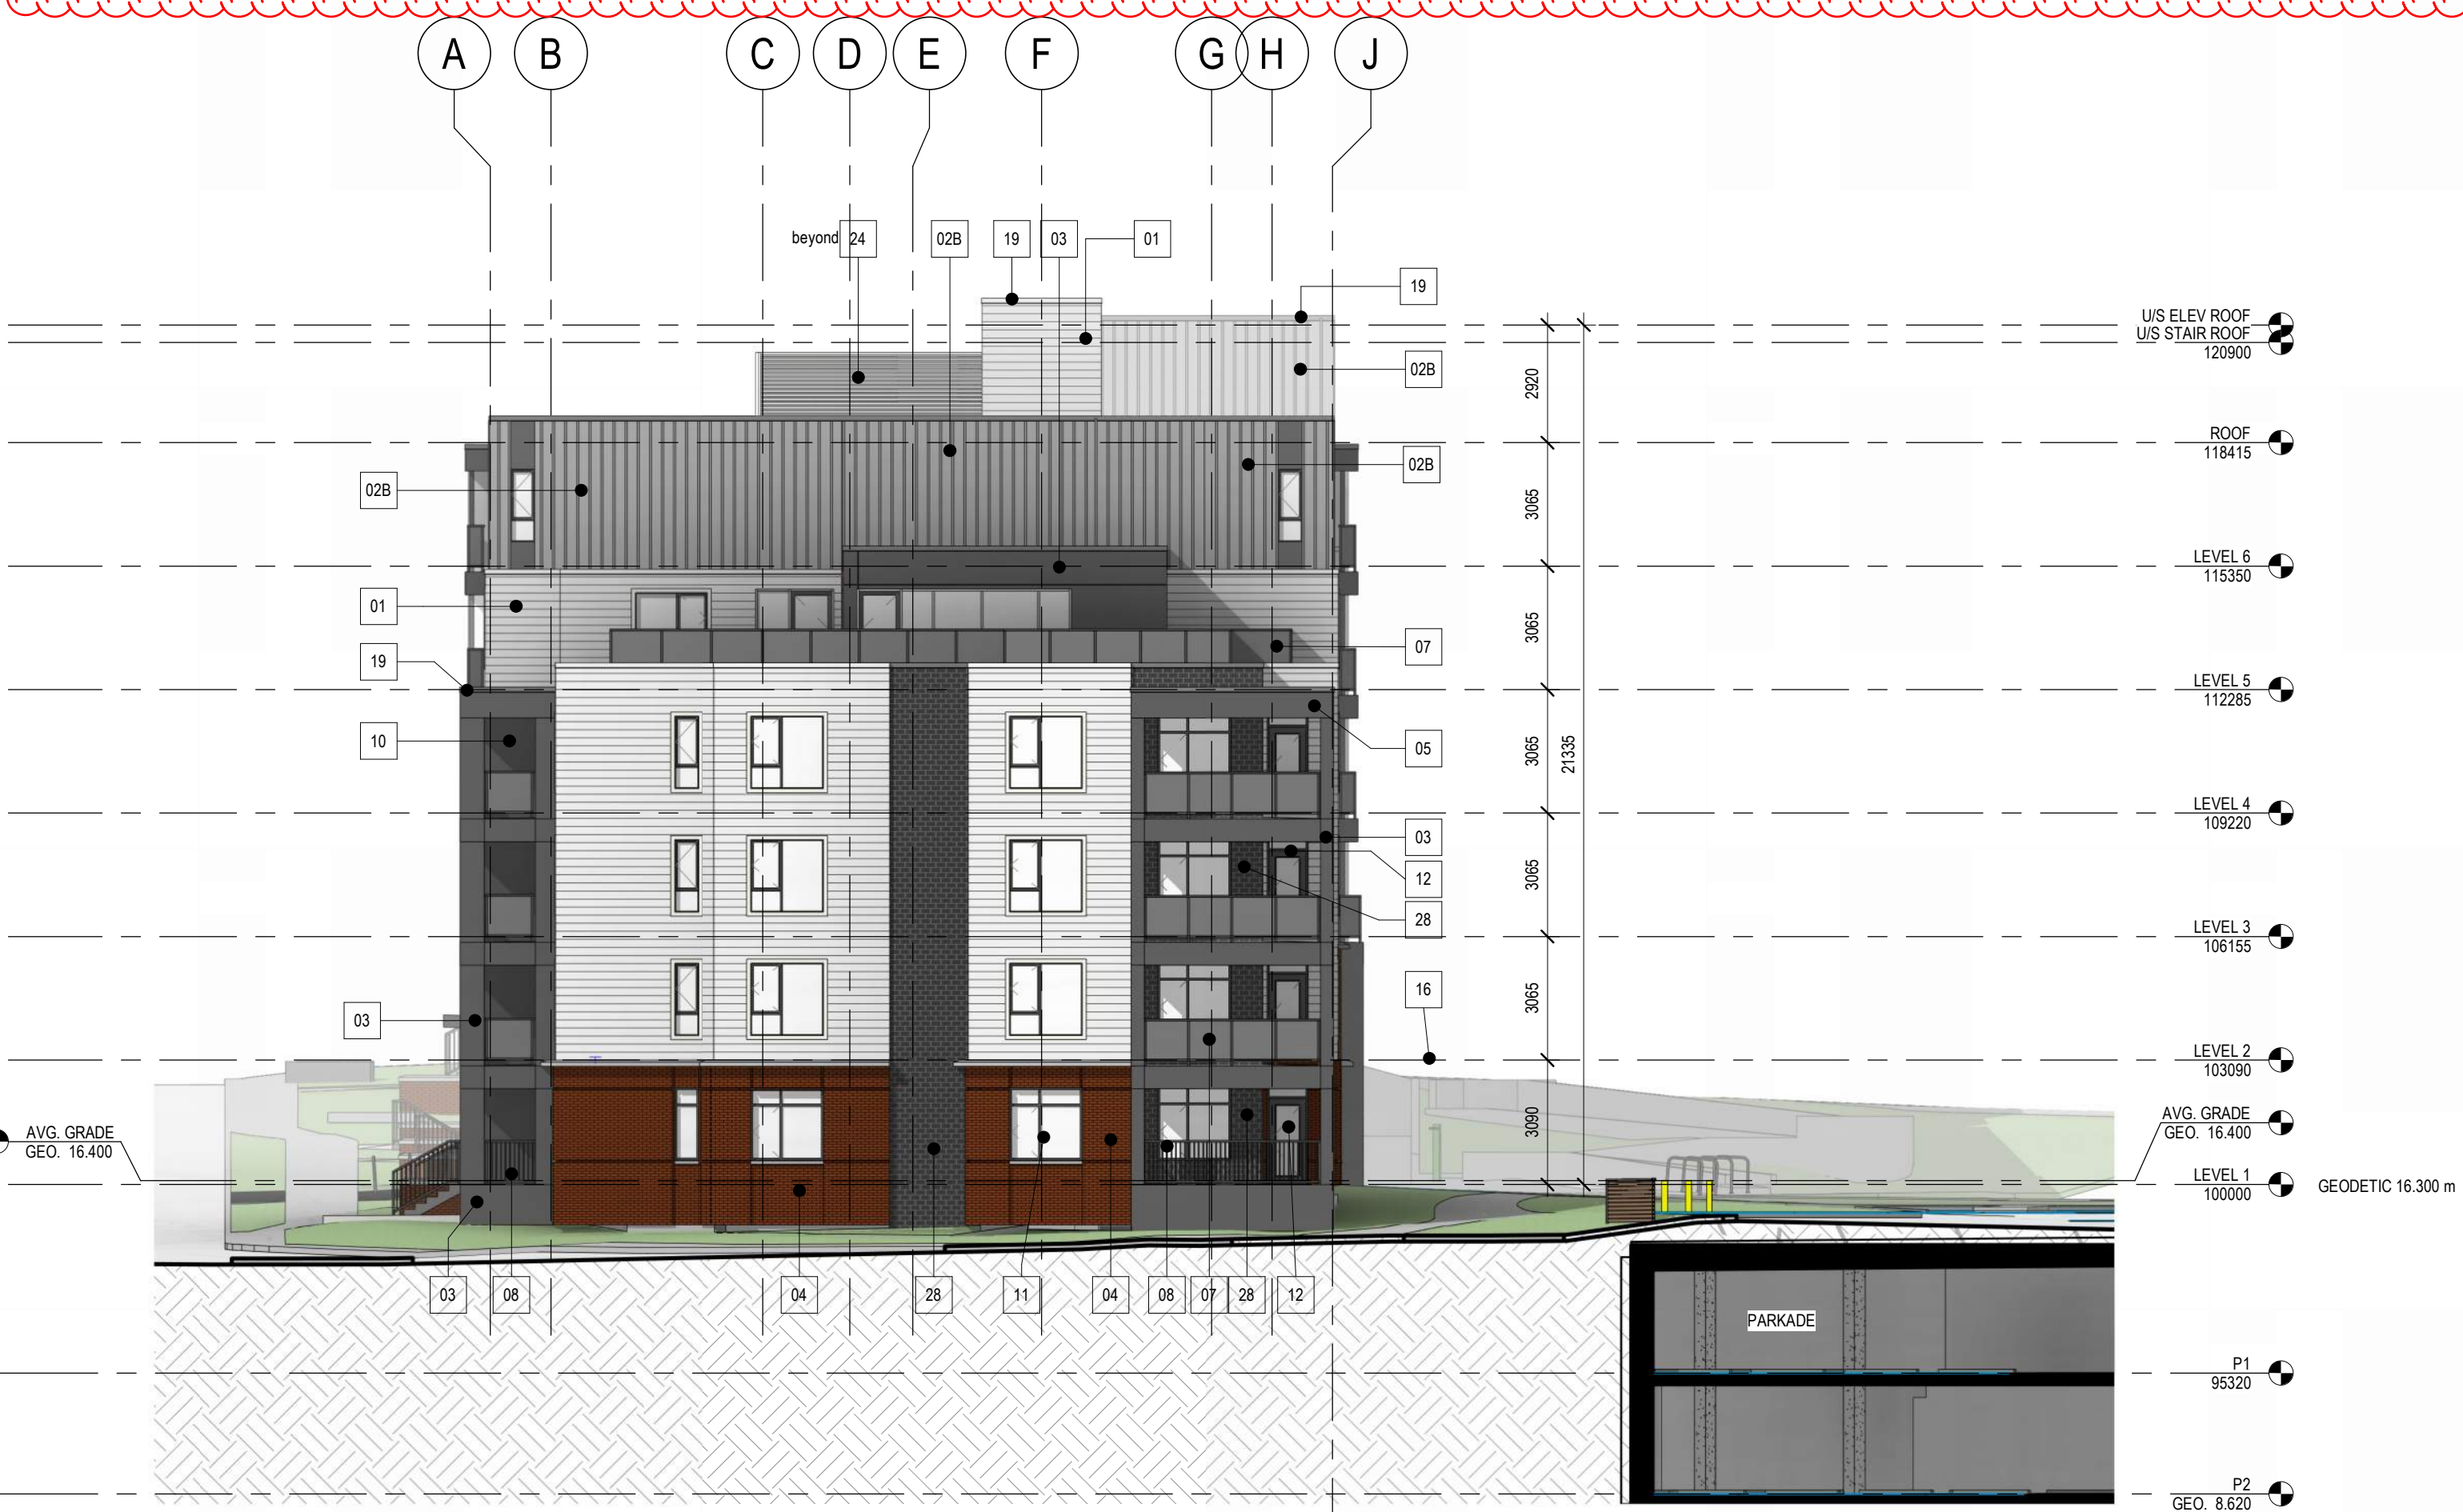 A B C D E F G H J
beyond 24 02B 19 03 01
19
U/S ELEV ROOF
U/S STAIR ROOF
120900
02B
2920
ROOF
118415
02B
02B
3065
LEVEL 6
115350
01
3065
07
19
LEVEL 5
112285
10
05
3065
21335
LEVEL 4
109220
03
12
3065
28
LEVEL 3
106155
16
03
3065
LEVEL 2
103090
AVG. GRADE
GEO. 16.400
3090
AVG. GRADE
GEO. 16.400
LEVEL 1
100000
GEODETIC 16.300 m
03 08 04 28 11 04 08 07 28 12
PARKADE
P1
95320
P2
GEO. 8.620